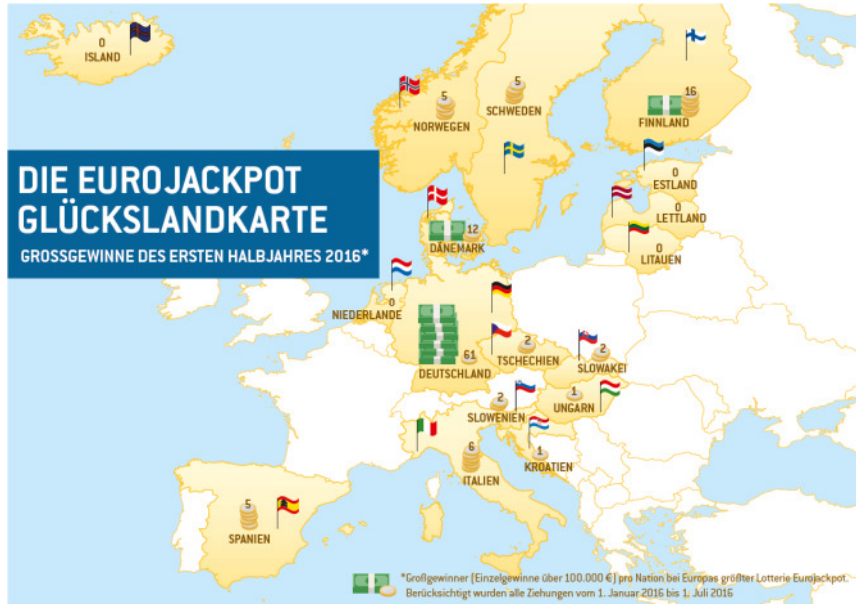 0
ISLAND
5
NORWEGEN
5
SCHWEDEN
16
FINNLAND
DIE EUROJACKPOT
GLÜCKSLANDKARTE
GROSSGEWINNE DES ERSTEN HALBJAHRES 2016*
0
ESTLAND
0
LETTLAND
0
LITAUEN
12
DÄNEMARK
0
NIEDERLANDE
61
DEUTSCHLAND
2
TSCHECHIEN
2
SLOWAKEI
2
SLOWENIEN
1
UNGARN
6
ITALIEN
1
KROATIEN
5
SPANIEN
*Großgewinner (Einzelgewinne über 100.000 €) pro Nation bei Europas größter Lotterie Eurojackpot.
Berücksichtigt wurden alle Ziehungen vom 1. Januar 2016 bis 1. Juli 2016